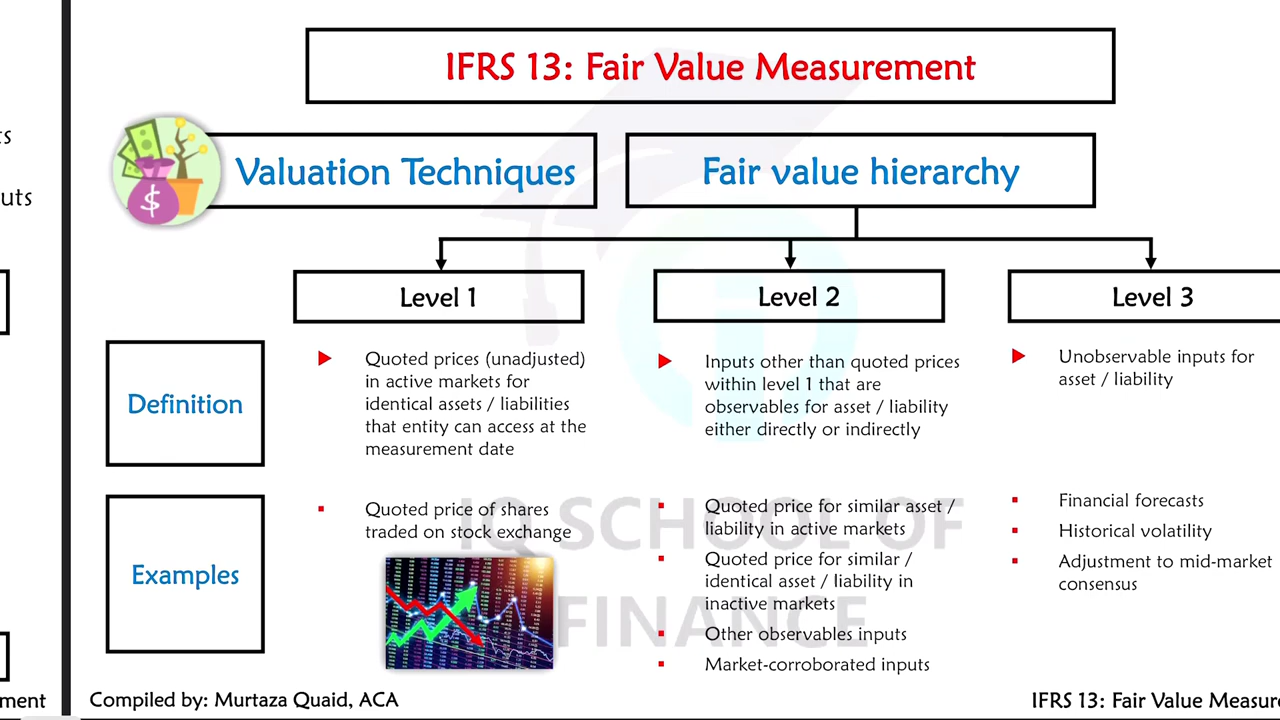 IFRS 13: Fair Value Measurement
Valuation Techniques
Fair value hierarchy
Level 1
Level 2
Level 3
Definition
Quoted prices (unadjusted)
in active markets for
identical assets / liabilities
that entity can access at the
measurement date
Inputs other than quoted prices
within level 1 that are
observables for asset / liability
either directly or indirectly
Unobservable inputs for
asset / liability
Examples
Quoted price of shares
traded on stock exchange
Quoted price for similar asset /
liability in active markets
Quoted price for similar /
identical asset / liability in
inactive markets
Other observables inputs
Market-corroborated inputs
Financial forecasts
Historical volatility
Adjustment to mid-market
consensus
IQ SCHOOL OF
FINANCE
Compiled by: Murtaza Quaid, ACA
IFRS 13: Fair Value Measure
uts
ment